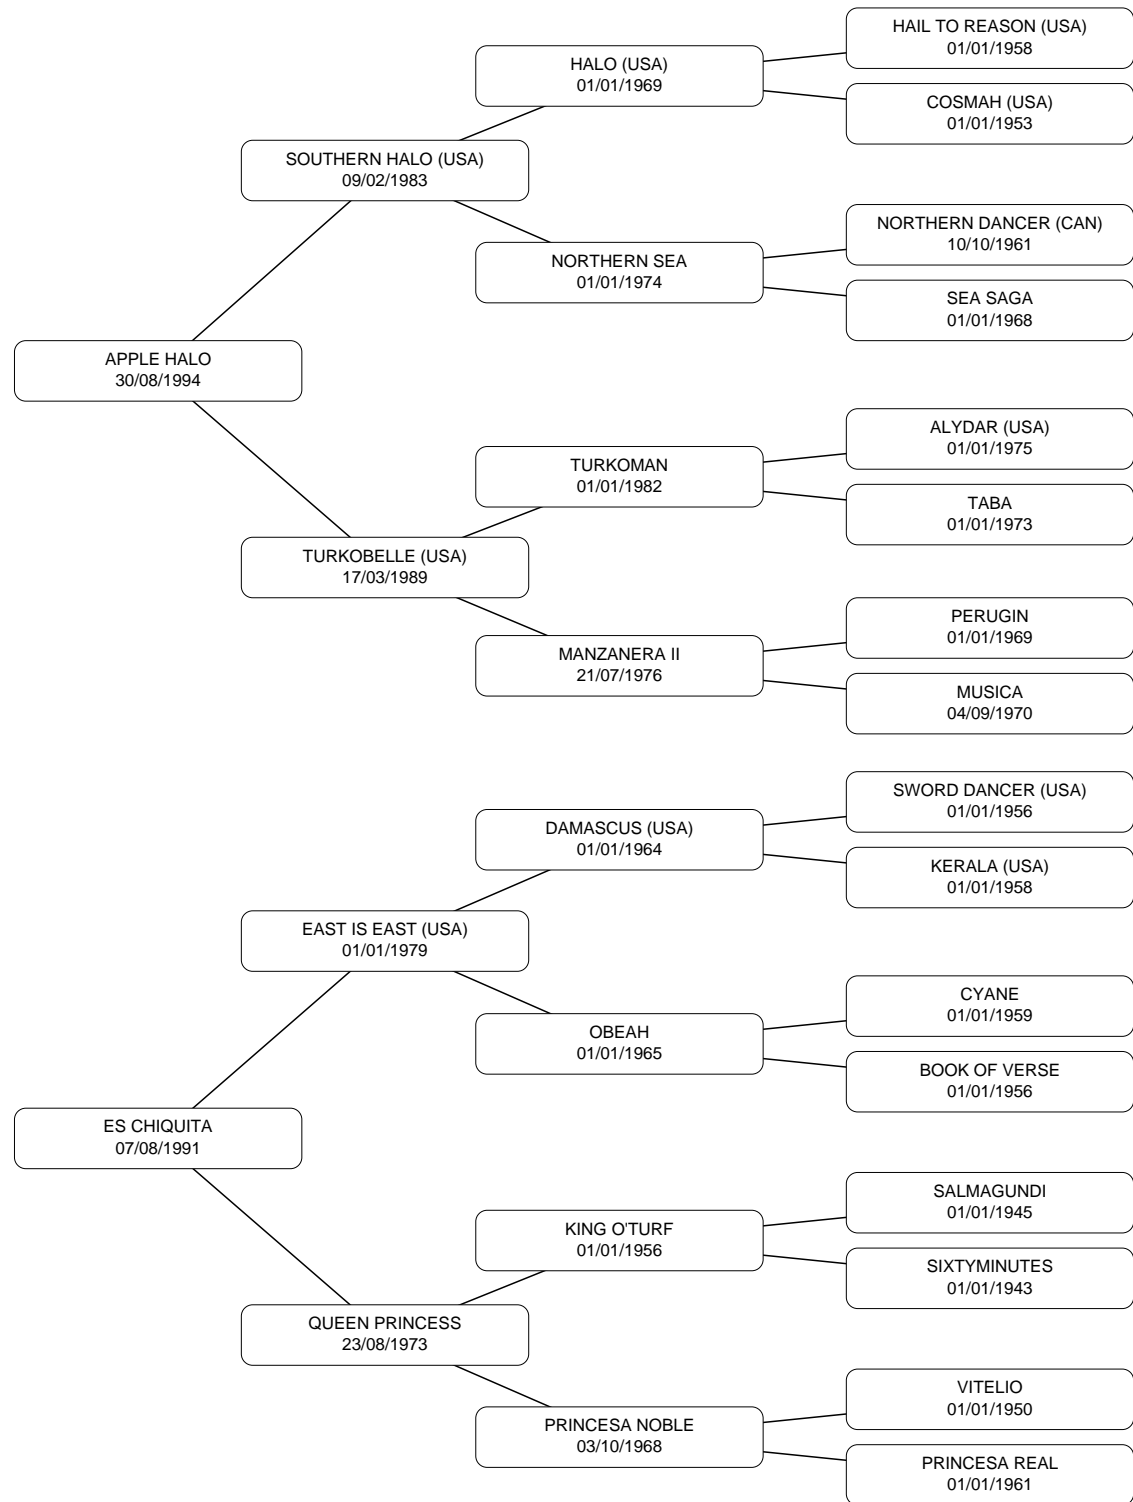 HAIL TO REASON (USA)
01/01/1958
HALO (USA)
01/01/1969
COSMAH (USA)
01/01/1953
SOUTHERN HALO (USA)
09/02/1983
NORTHERN DANCER (CAN)
10/10/1961
NORTHERN SEA
01/01/1974
SEA SAGA
01/01/1968
APPLE HALO
30/08/1994
ALYDAR (USA)
01/01/1975
TURKOMAN
01/01/1982
TABA
01/01/1973
TURKOBELLE (USA)
17/03/1989
PERUGIN
01/01/1969
MANZANERA II
21/07/1976
MUSICA
04/09/1970
SWORD DANCER (USA)
01/01/1956
DAMASCUS (USA)
01/01/1964
KERALA (USA)
01/01/1958
EAST IS EAST (USA)
01/01/1979
CYANE
01/01/1959
OBEAH
01/01/1965
BOOK OF VERSE
01/01/1956
ES CHIQUITA
07/08/1991
SALMAGUNDI
01/01/1945
KING O'TURF
01/01/1956
SIXTYMINUTES
01/01/1943
QUEEN PRINCESS
23/08/1973
VITELIO
01/01/1950
PRINCESA NOBLE
03/10/1968
PRINCESA REAL
01/01/1961